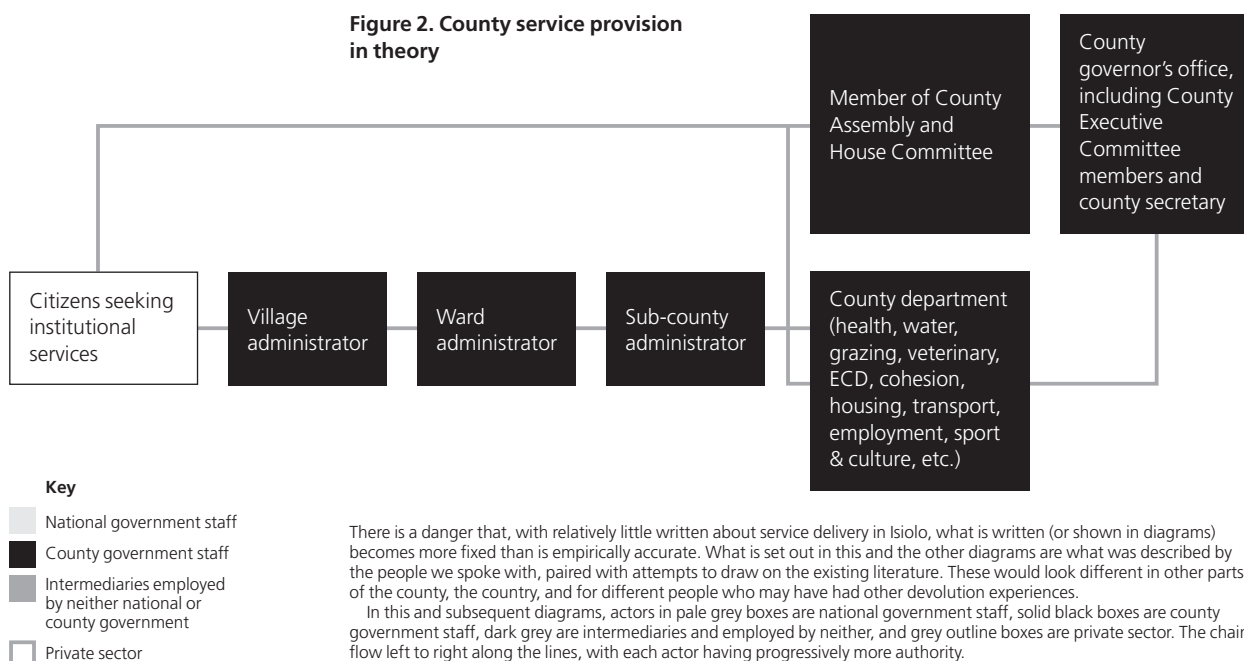 Figure 2. County service provision
in theory
Member of County
Assembly and
House Committee
County
governor's office,
including County
Executive
Committee
members and
county secretary
Citizens seeking
institutional
services
Village
administrator
Ward
administrator
Sub-county
administrator
County department
(health, water,
grazing, veterinary,
ECD, cohesion,
housing, transport,
employment, sport
& culture, etc.)
Key
National government staff
County government staff
Intermediaries employed
by neither national or
county government
Private sector
There is a danger that, with relatively little written about service delivery in Isiolo, what is written (or shown in diagrams)
becomes more fixed than is empirically accurate. What is set out in this and the other diagrams are what was described by
the people we spoke with, paired with attempts to draw on the existing literature. These would look different in other parts
of the county, the country, and for different people who may have had other devolution experiences.
In this and subsequent diagrams, actors in pale grey boxes are national government staff, solid black boxes are county
government staff, dark grey are intermediaries and employed by neither, and grey outline boxes are private sector. The chain
flow left to right along the lines, with each actor having progressively more authority.